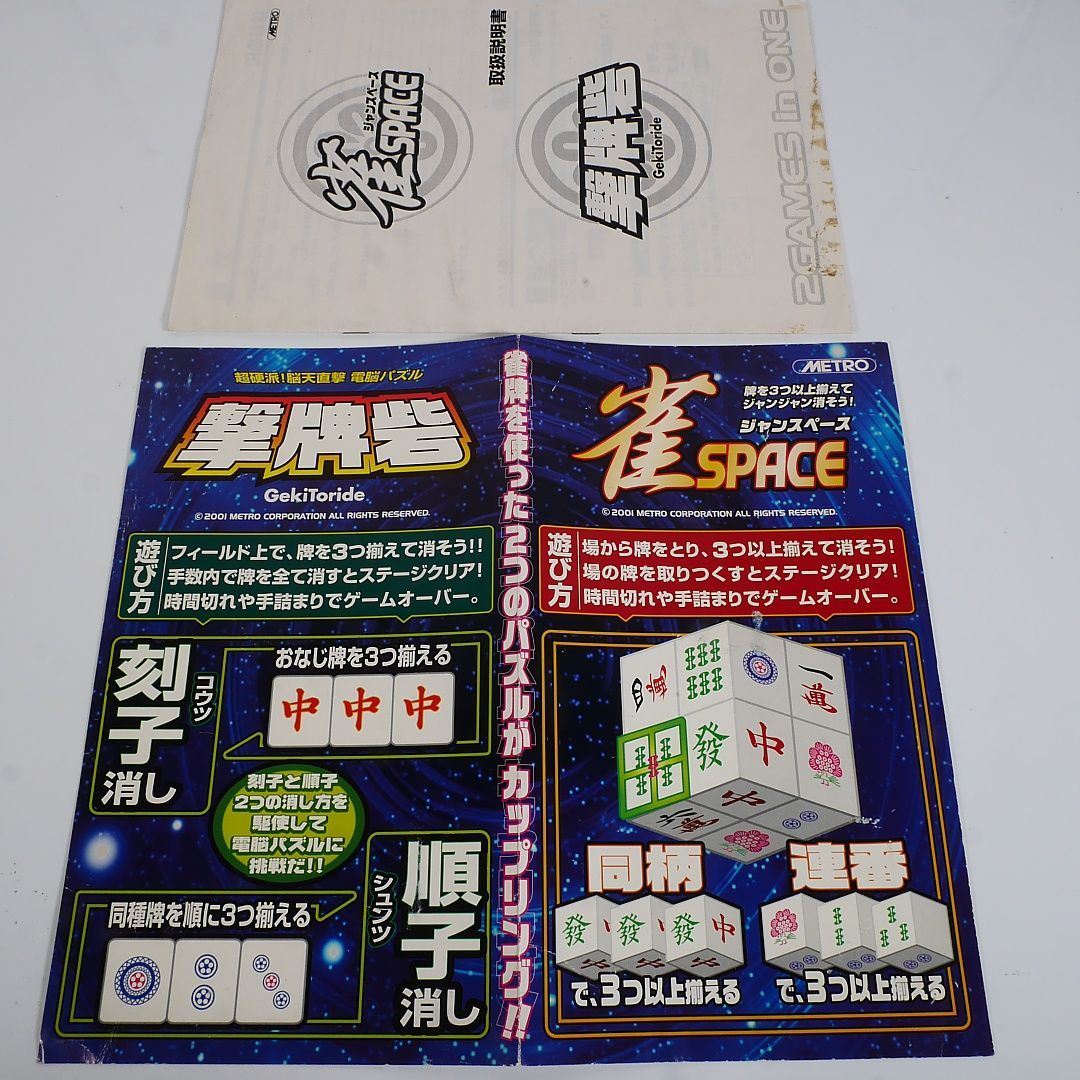 METRO
雀SPACE
ジャンスペース
取扱説明書
撃牌砦
GekiToride
2GAMES in ONE
超硬派!脳天直撃 電脳パズル
撃牌砦
GekiToride
© 2001 METRO CORPORATION ALL RIGHTS RESERVED.
遊び方
フィールド上で、牌を3つ揃えて消そう!!
手数内で牌を全て消すとステージクリア!
時間切れや手詰まりでゲームオーバー。
刻子消し
コウツ
おなじ牌を3つ揃える
中 中 中
刻子と順子
2つの消し方を
駆使して
電脳パズルに
挑戦だ!!
順子消し
シュンツ
同種牌を順に3つ揃える
雀牌を使った2つのパズルが カップリング!!
METRO
牌を3つ以上揃えて
ジャンジャン消そう!
ジャンスペース
雀SPACE
© 2001 METRO CORPORATION ALL RIGHTS RESERVED.
遊び方
場から牌をとり、3つ以上揃えて消そう!
場の牌を取りつくすとステージクリア!
時間切れや手詰まりでゲームオーバー。
一萬
發 中
中
六萬
同柄
發 中 發 中 發 中
で、3つ以上揃える
連番
で、3つ以上揃える